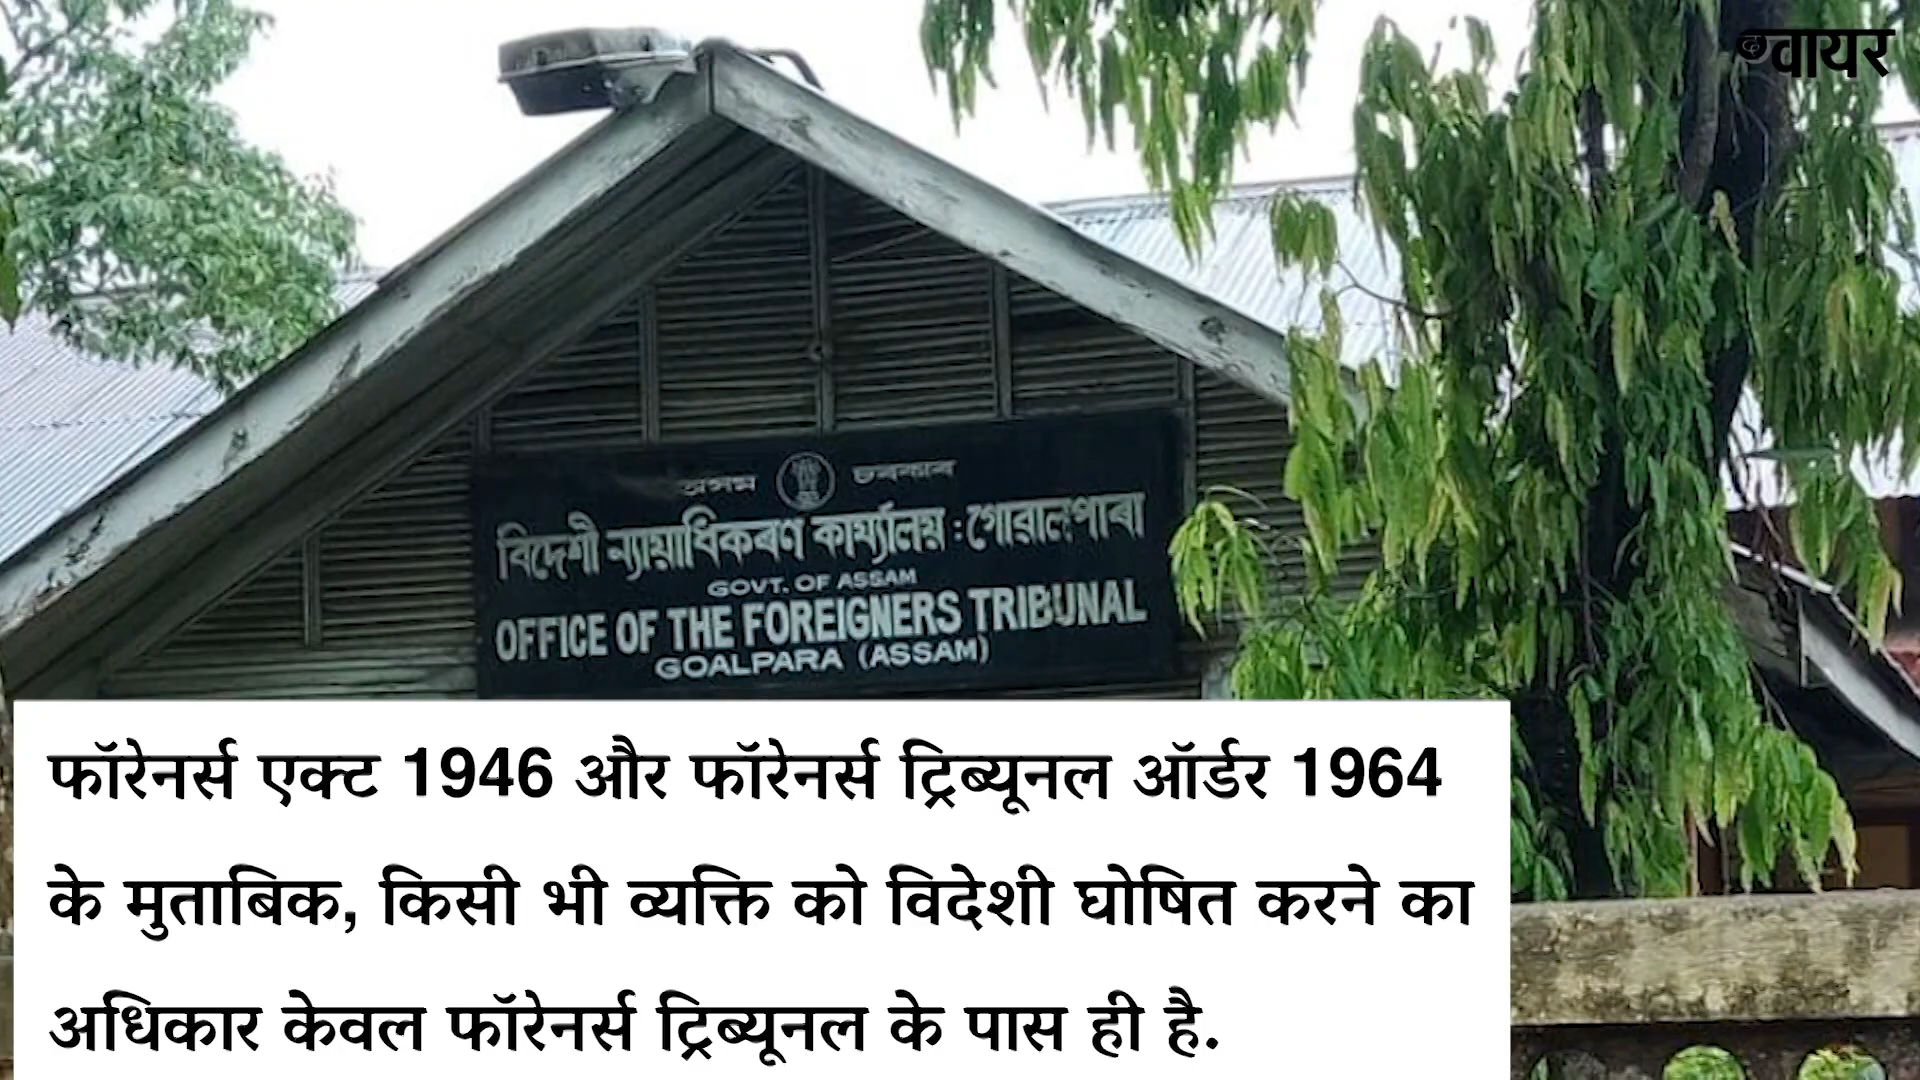 द वायर
অসম চৰকাৰ
বিদেশী ন্যায়াধিকৰণ কাৰ্য্যালয় : গোৱালপাৰা
GOVT. OF ASSAM
OFFICE OF THE FOREIGNERS TRIBUNAL
GOALPARA (ASSAM)
फॉरेनर्स एक्ट 1946 और फॉरेनर्स ट्रिब्यूनल ऑर्डर 1964
के मुताबिक, किसी भी व्यक्ति को विदेशी घोषित करने का
अधिकार केवल फॉरेनर्स ट्रिब्यूनल के पास ही है.